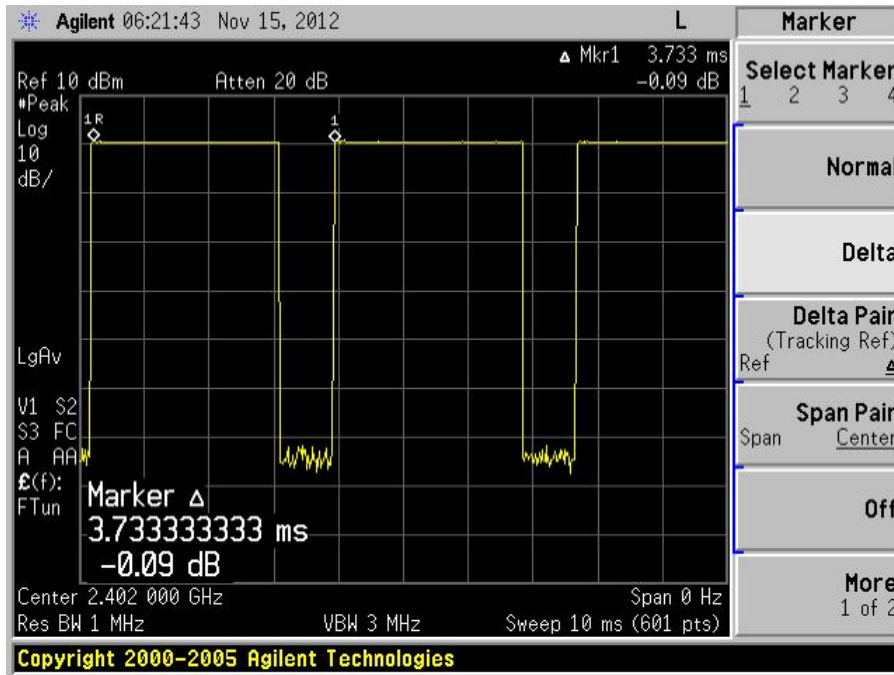 Agilent 06:21:43 Nov 15, 2012 L
Δ Mkr1 3.733 ms
Ref 10 dBm Atten 20 dB -0.09 dB
#Peak
Log
10
dB/
1R
1
LgAv
V1 S2
S3 FC
A AA
£(f):
FTun
Marker Δ
3.733333333 ms
-0.09 dB
Center 2.402 000 GHz Span 0 Hz
Res BW 1 MHz VBW 3 MHz Sweep 10 ms (601 pts)
Copyright 2000-2005 Agilent Technologies
Marker
Select Marker
1 2 3 4
Normal
Delta
Delta Pair
(Tracking Ref)
Ref Δ
Span Pair
Span Center
Off
More
1 of 2